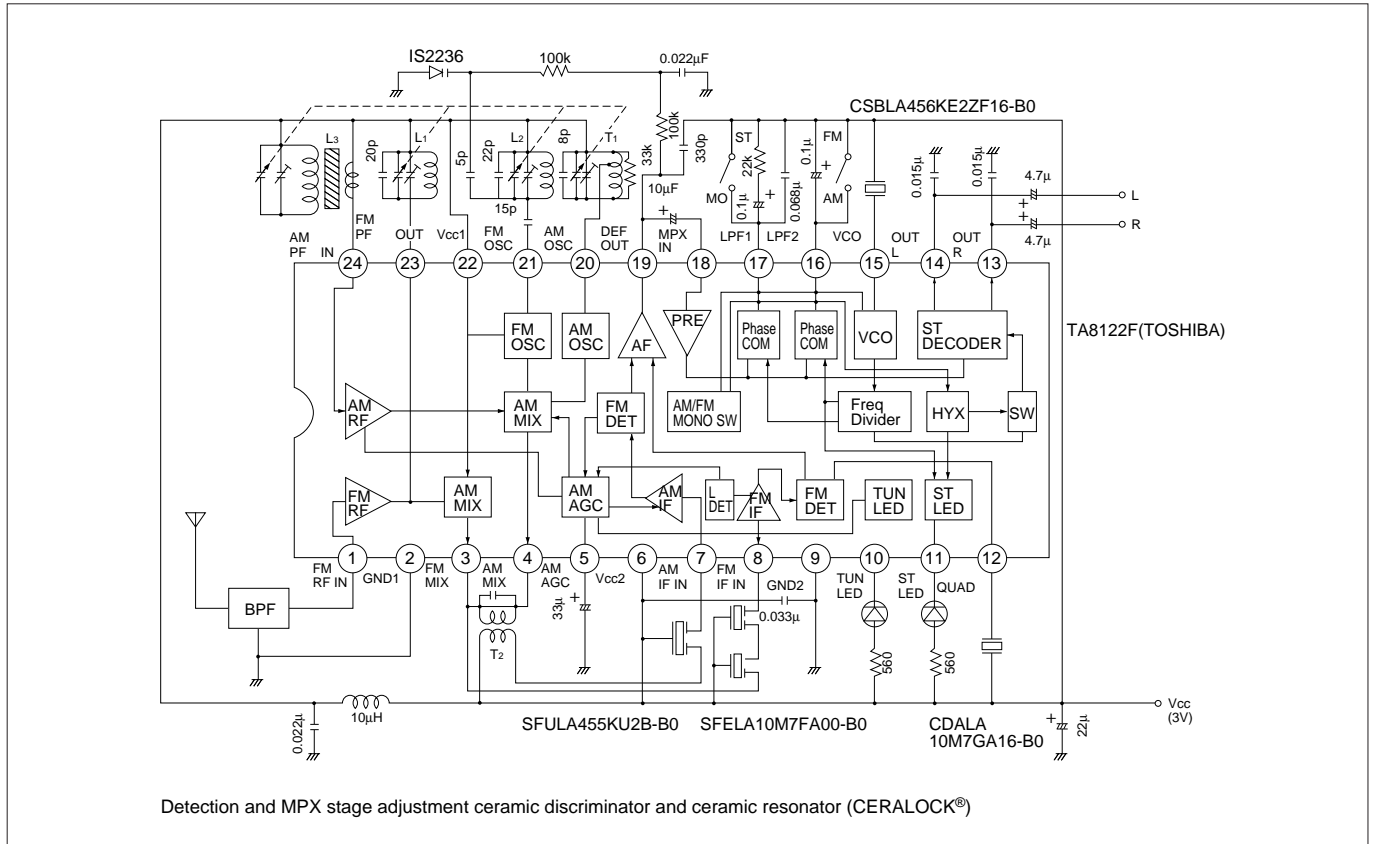 IS2236
100k
0.022µF
CSBLA456KE2ZF16-B0
L3
20p
L1
5p
22p
L2
8p
T1
33k
100k
330p
ST
22k
0.1µ
FM
0.015µ
0.015µ
4.7µ
L
R
4.7µ
15p
10µF
MO
0.1µ
0.068µ
AM
AM PF
IN
FM PF
OUT
Vcc1
FM OSC
AM OSC
DEF OUT
MPX IN
LPF1
LPF2
VCO
OUT L
OUT R
24
23
22
21
20
19
18
17
16
15
14
13
TA8122F(TOSHIBA)
FM OSC
AM OSC
AF
PRE
Phase COM
Phase COM
VCO
ST DECODER
AM RF
AM MIX
FM DET
AM/FM MONO SW
Freq Divider
HYX
SW
FM RF
AM MIX
AM AGC
AM IF
L DET
FM IF
FM DET
TUN LED
ST LED
1
2
3
4
5
6
7
8
9
10
11
12
FM RF IN
GND1
FM MIX
AM MIX
AM AGC
Vcc2
AM IF IN
FM IF IN
GND2
TUN LED
ST LED
QUAD
BPF
T2
33µ
0.033µ
560
560
0.022µ
10µH
SFULA455KU2B-B0
SFELA10M7FA00-B0
CDALA
10M7GA16-B0
22µ
Vcc
(3V)
Detection and MPX stage adjustment ceramic discriminator and ceramic resonator (CERALOCK®)